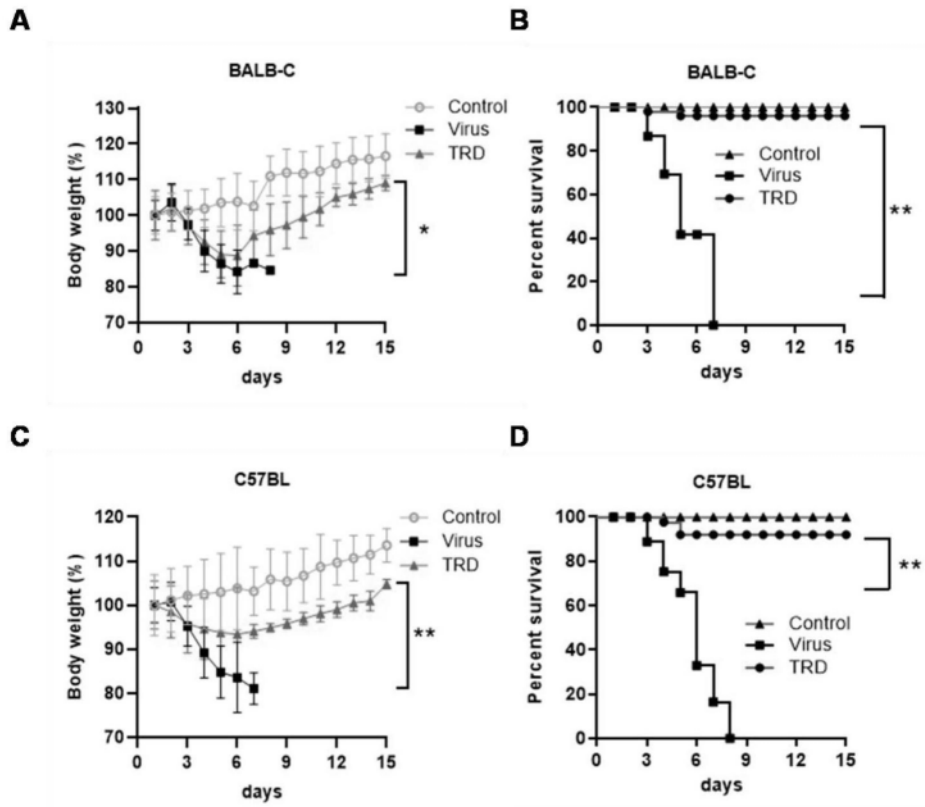 A
BALB-C
Body weight (%)
130
120
110
100
90
80
70
0 3 6 9 12 15
days
Control
Virus
TRD
*
B
BALB-C
Percent survival
100
80
60
40
20
0
0 3 6 9 12 15
days
Control
Virus
TRD
**
C
C57BL
Body weight (%)
120
110
100
90
80
70
0 3 6 9 12 15
days
Control
Virus
TRD
**
D
C57BL
Percent survival
100
80
60
40
20
0
0 3 6 9 12 15
days
Control
Virus
TRD
**